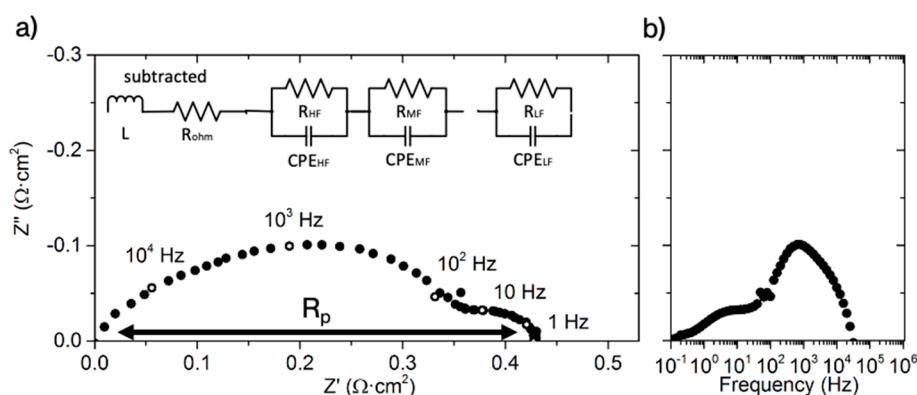 a)
b)
-0.3
-0.2
-0.1
0.0
Z'' (Ω·cm²)
subtracted
L
Rohm
RHF
CPEHF
RMF
CPEMF
RLF
CPELF
10⁴ Hz
10³ Hz
10² Hz
10 Hz
1 Hz
Rp
0.0 0.1 0.2 0.3 0.4 0.5
Z' (Ω·cm²)
10⁻¹ 10⁰ 10¹ 10² 10³ 10⁴ 10⁵ 10⁶
Frequency (Hz)